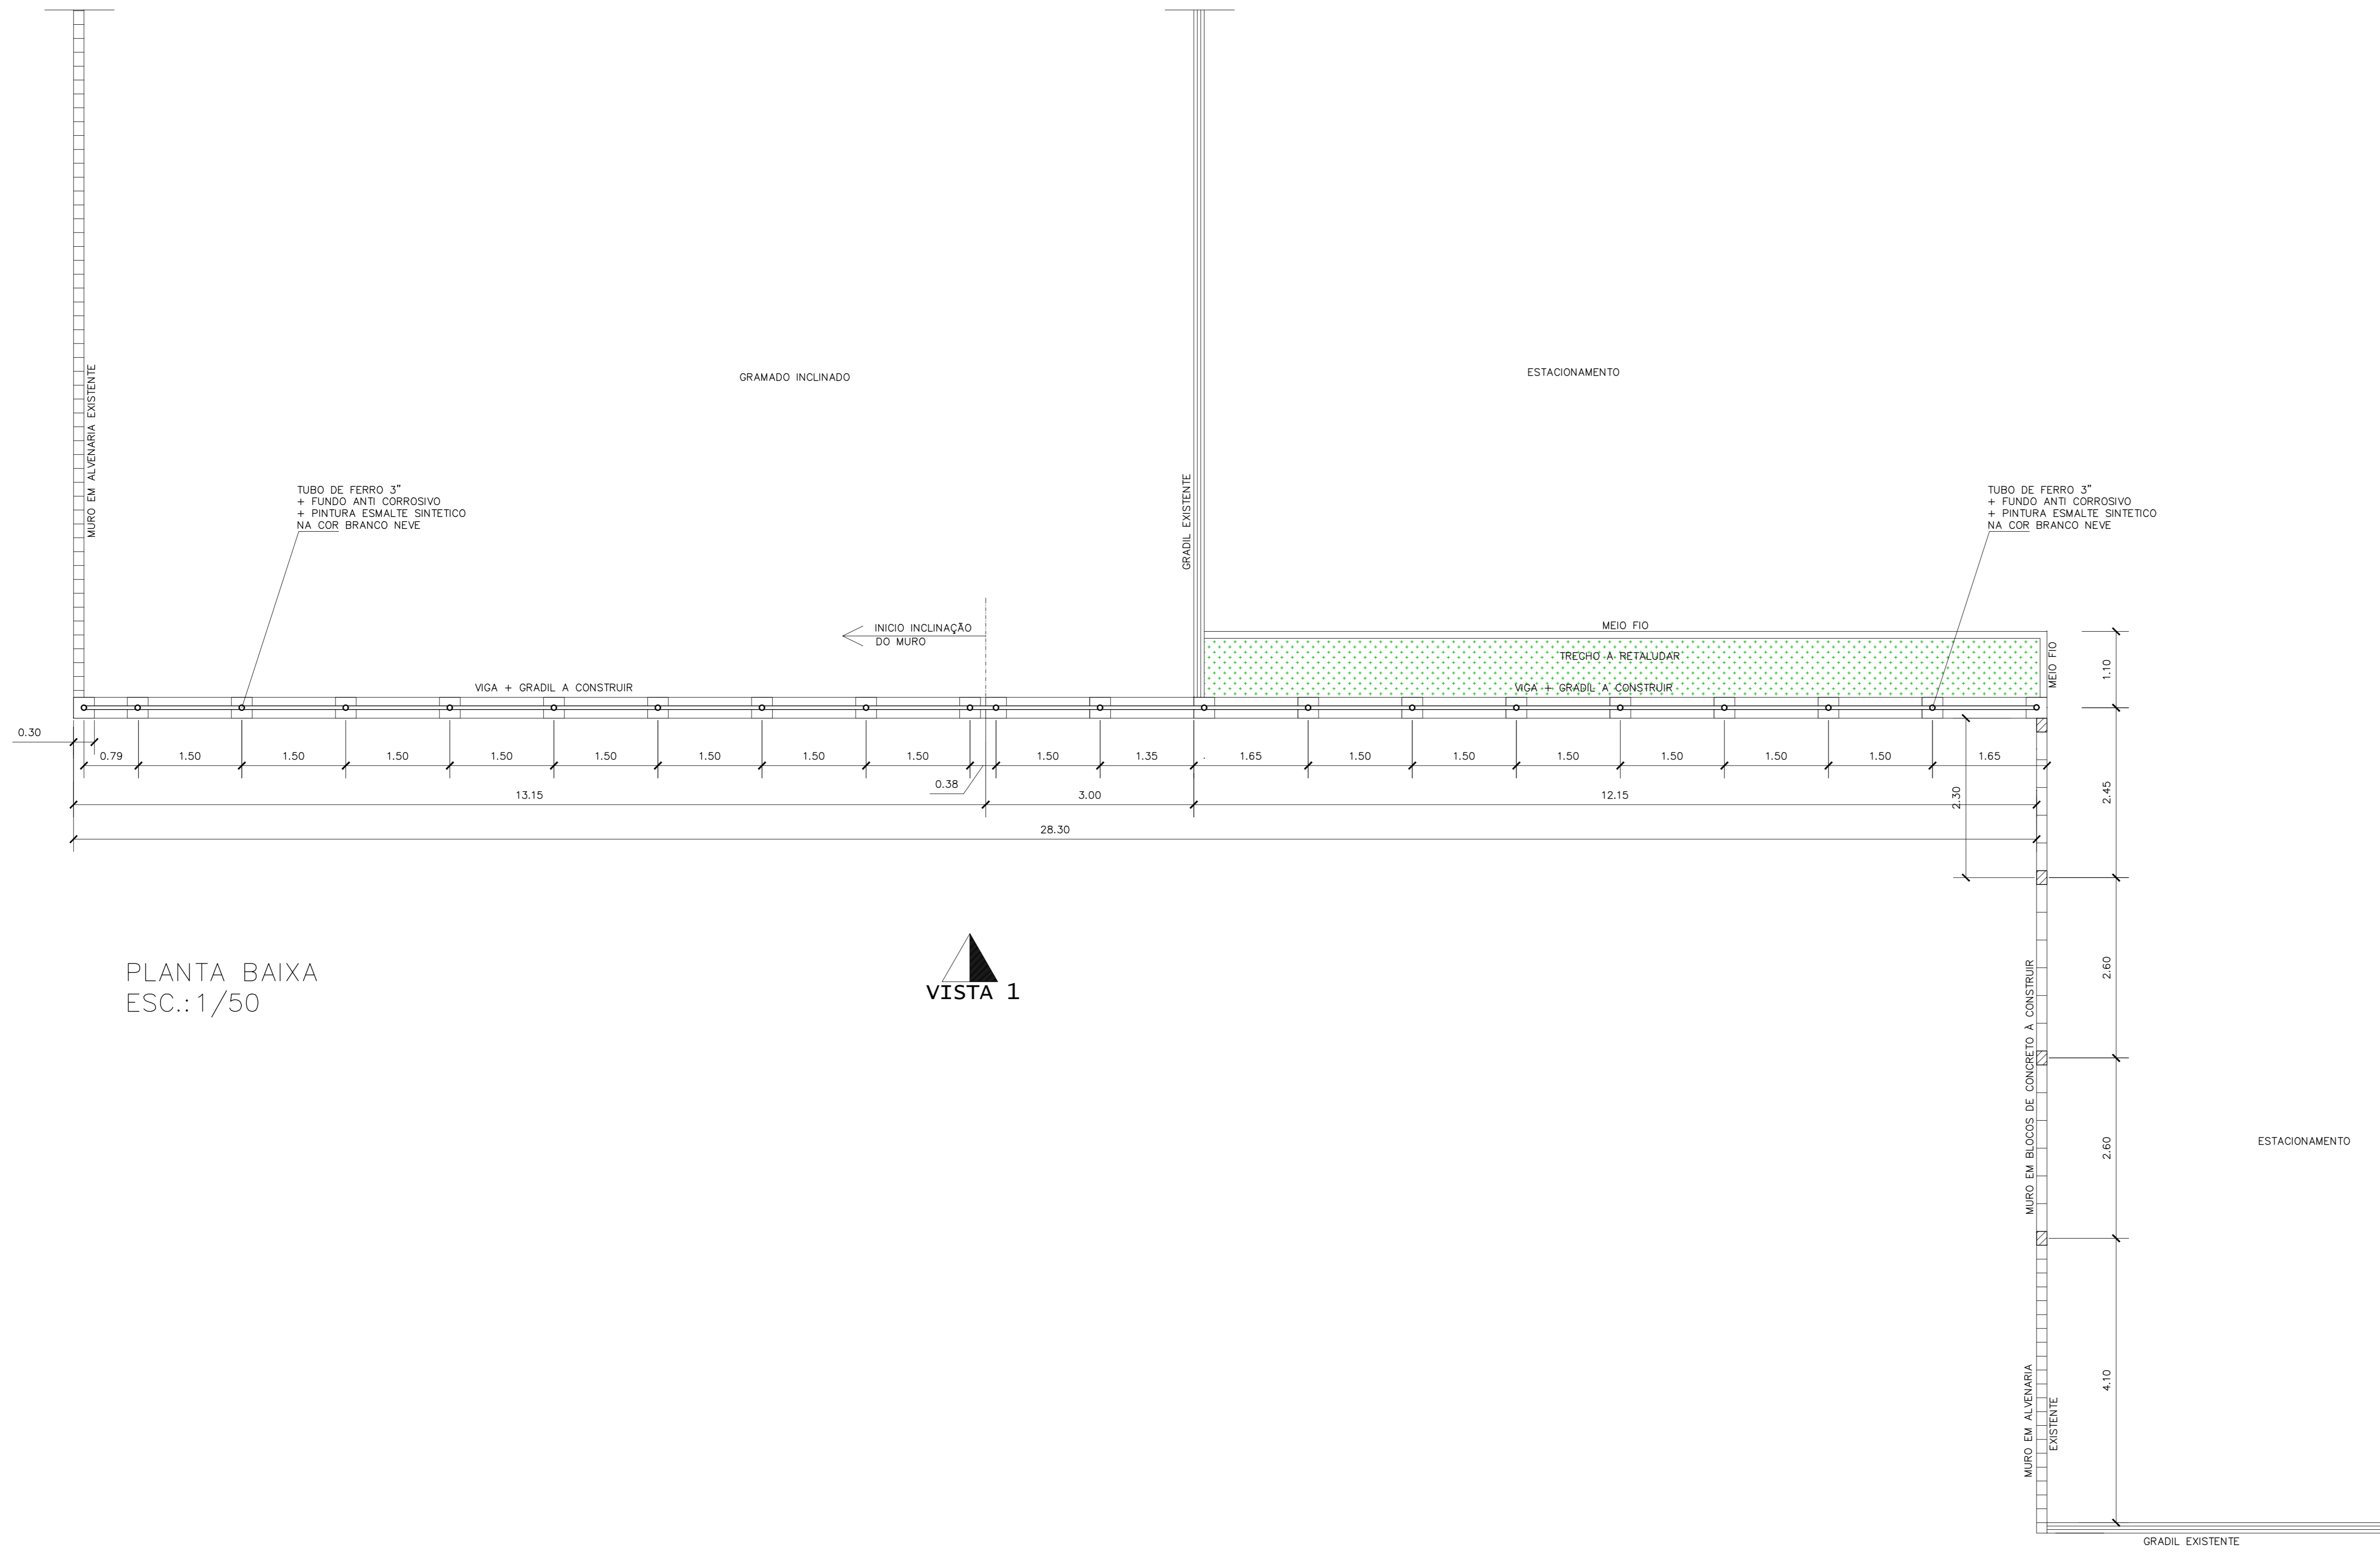 GRAMADO INCLINADO
ESTACIONAMENTO
MURO EM ALVENARIA EXISTENTE
GRADIL EXISTENTE
TUBO DE FERRO 3"
+ FUNDO ANTI CORROSIVO
+ PINTURA ESMALTE SINTETICO
NA COR BRANCO NEVE
TUBO DE FERRO 3"
+ FUNDO ANTI CORROSIVO
+ PINTURA ESMALTE SINTETICO
NA COR BRANCO NEVE
INICIO INCLINAÇÃO
DO MURO
MEIO FIO
TRECHO A RETALUDAR
MEIO FIO
1.10
VIGA + GRADIL A CONSTRUIR
VIGA + GRADIL A CONSTRUIR
0.30
0.79
1.50
1.50
1.50
1.50
1.50
1.50
1.50
1.50
1.50
1.35
1.65
1.50
1.50
1.50
1.50
1.50
1.50
1.65
0.38
13.15
3.00
12.15
2.30
2.45
28.30
PLANTA BAIXA
ESC.:1/50
VISTA 1
2.60
MURO EM BLOCOS DE CONCRETO À CONSTRUIR
2.60
ESTACIONAMENTO
4.10
MURO EM ALVENARIA
EXISTENTE
GRADIL EXISTENTE